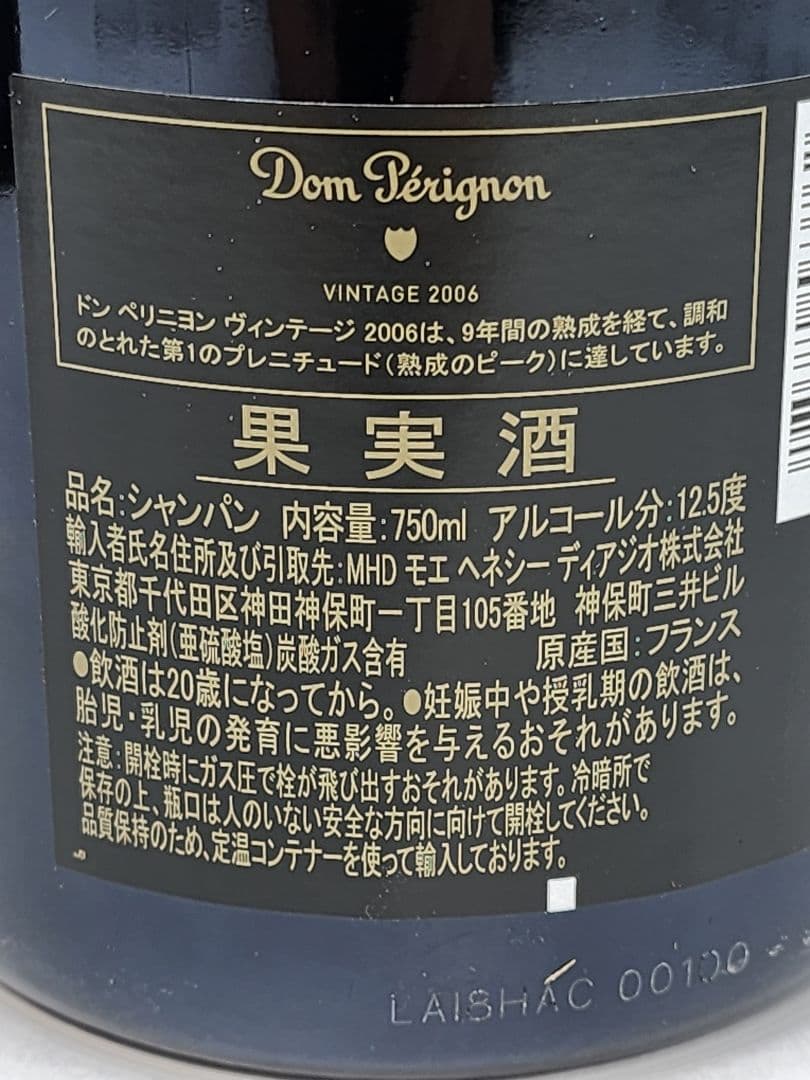 Dom Pérignon
VINTAGE 2006
ドン ペリニヨン ヴィンテージ 2006は、9年間の熟成を経て、調和
のとれた第1のプレニチュード(熟成のピーク)に達しています。
果実酒
品名:シャンパン 内容量:750ml アルコール分:12.5度
輸入者氏名住所及び引取先:MHD モエ ヘネシー ディアジオ株式会社
東京都千代田区神田神保町一丁目105番地 神保町三井ビル
酸化防止剤(亜硫酸塩)炭酸ガス含有 原産国:フランス
●飲酒は20歳になってから。●妊娠中や授乳期の飲酒は、
胎児・乳児の発育に悪影響を与えるおそれがあります。
注意:開栓時にガス圧で栓が飛び出すおそれがあります。冷暗所で
保存の上、瓶口は人のいない安全な方向に向けて開栓してください。
品質保持のため、定温コンテナーを使って輸入しております。